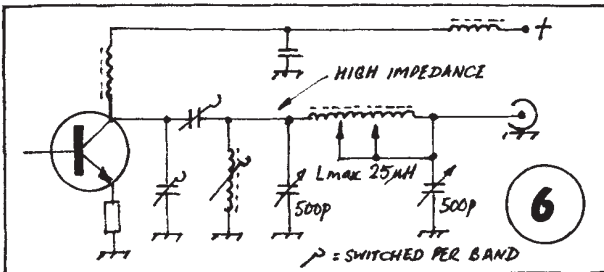 +
HIGH IMPEDANCE
Lmax 25µH
500p
500p
6
= SWITCHED PER BAND